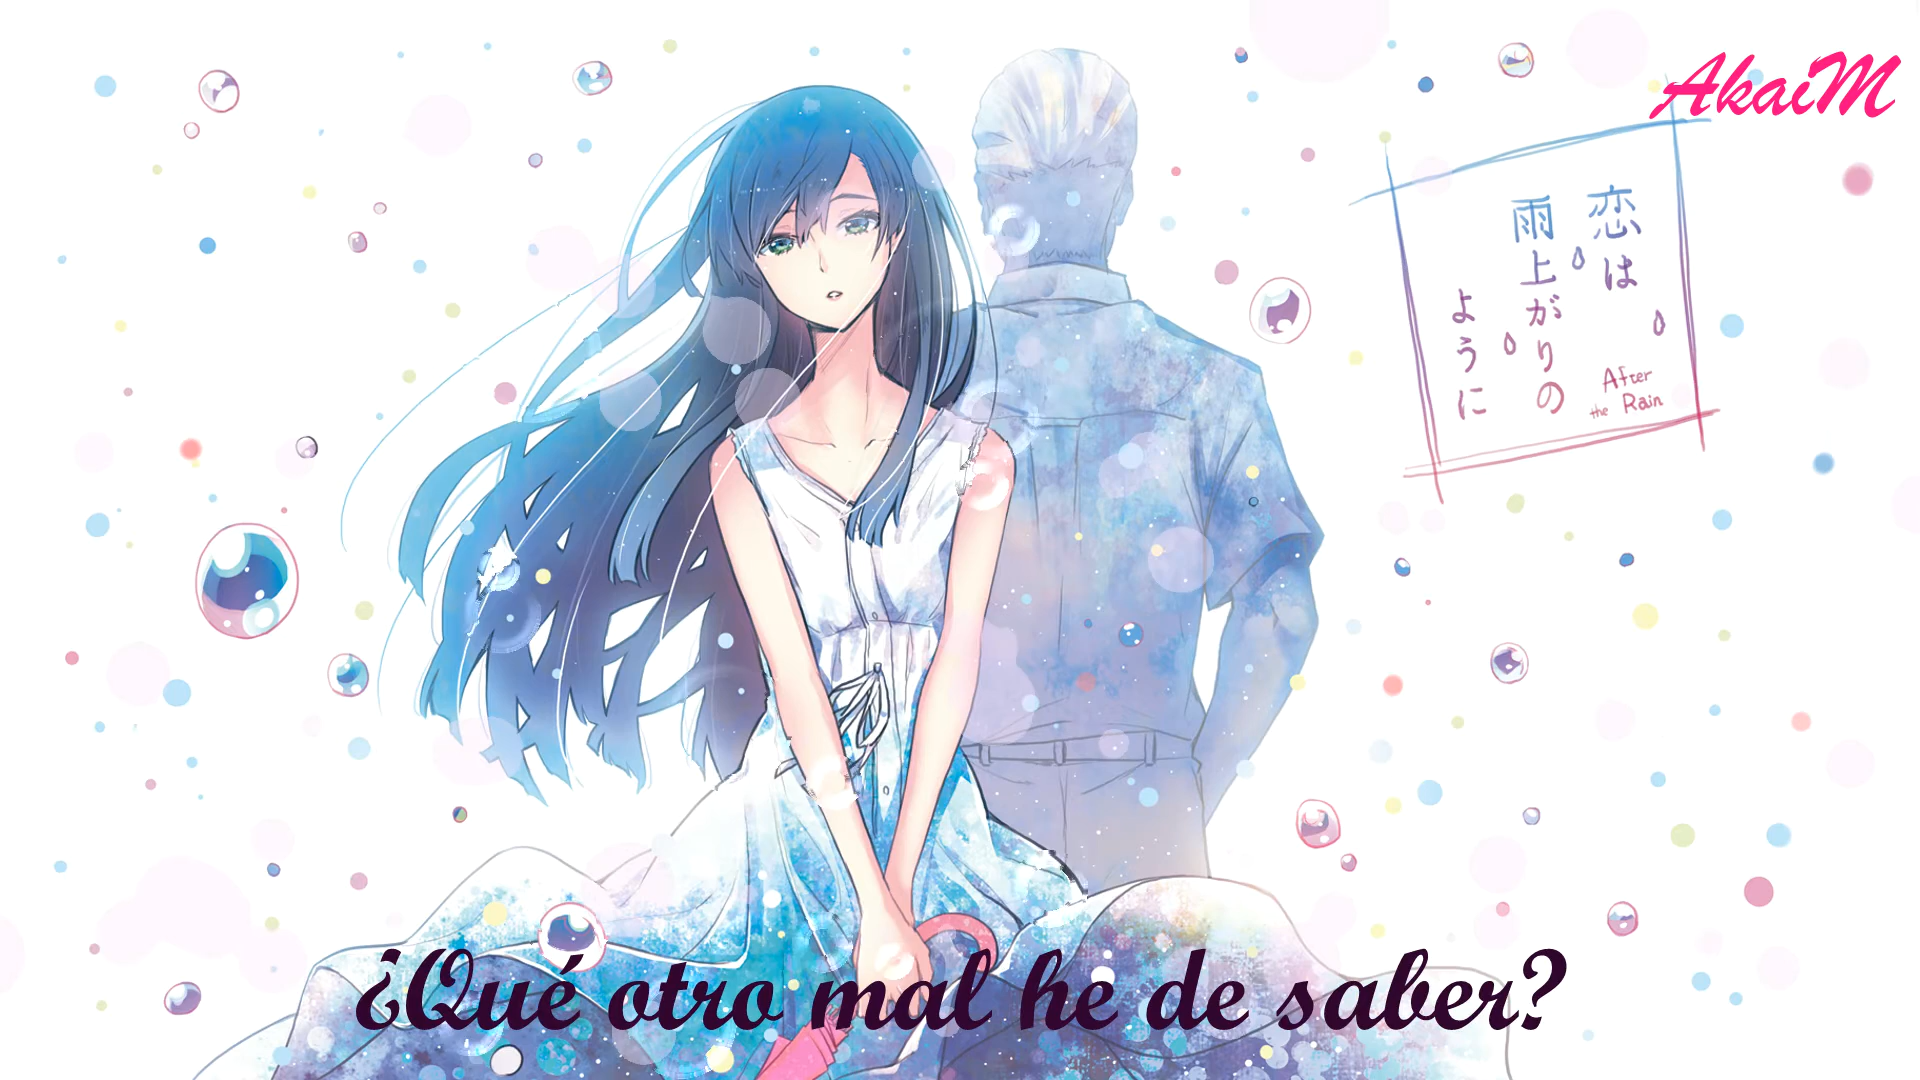 AkaiM
恋は
雨上がりの
ように
After
the Rain
¿Qué otro mal he de saber?